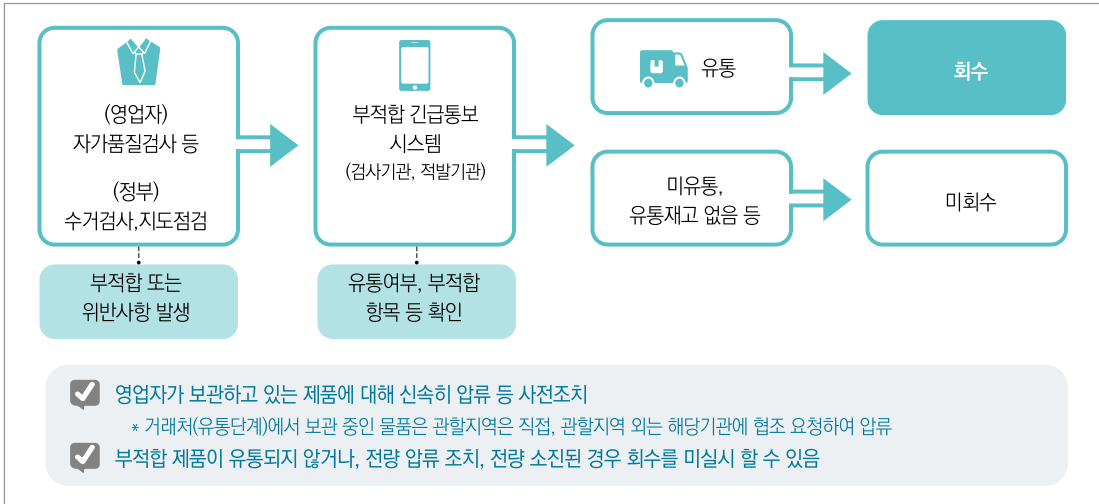 (영업자)
자가품질검사 등
(정부)
수거검사,지도점검
부적합 또는
위반사항 발생
부적합 긴급통보
시스템
(검사기관, 적발기관)
유통여부, 부적합
항목 등 확인
유통
회수
미유통,
유통재고 없음 등
미회수
영업자가 보관하고 있는 제품에 대해 신속히 압류 등 사전조치
* 거래처(유통단계)에서 보관 중인 물품은 관할지역은 직접, 관할지역 외는 해당기관에 협조 요청하여 압류
부적합 제품이 유통되지 않거나, 전량 압류 조치, 전량 소진된 경우 회수를 미실시 할 수 있음